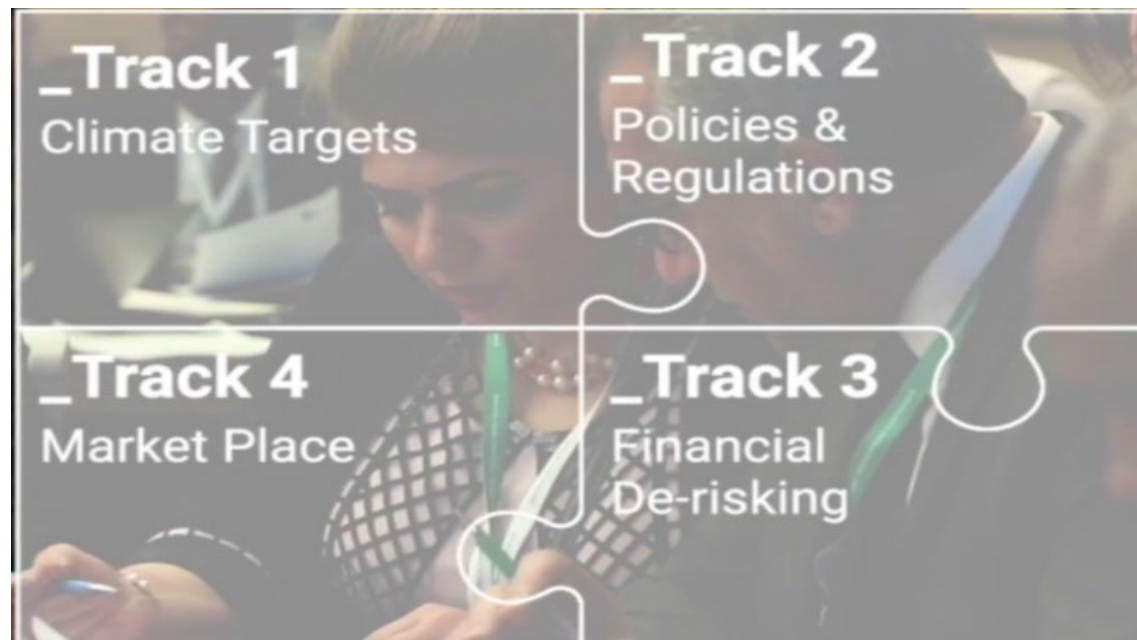 _Track 1
Climate Targets
_Track 2
Policies &
Regulations
_Track 4
Market Place
_Track 3
Financial
De-risking